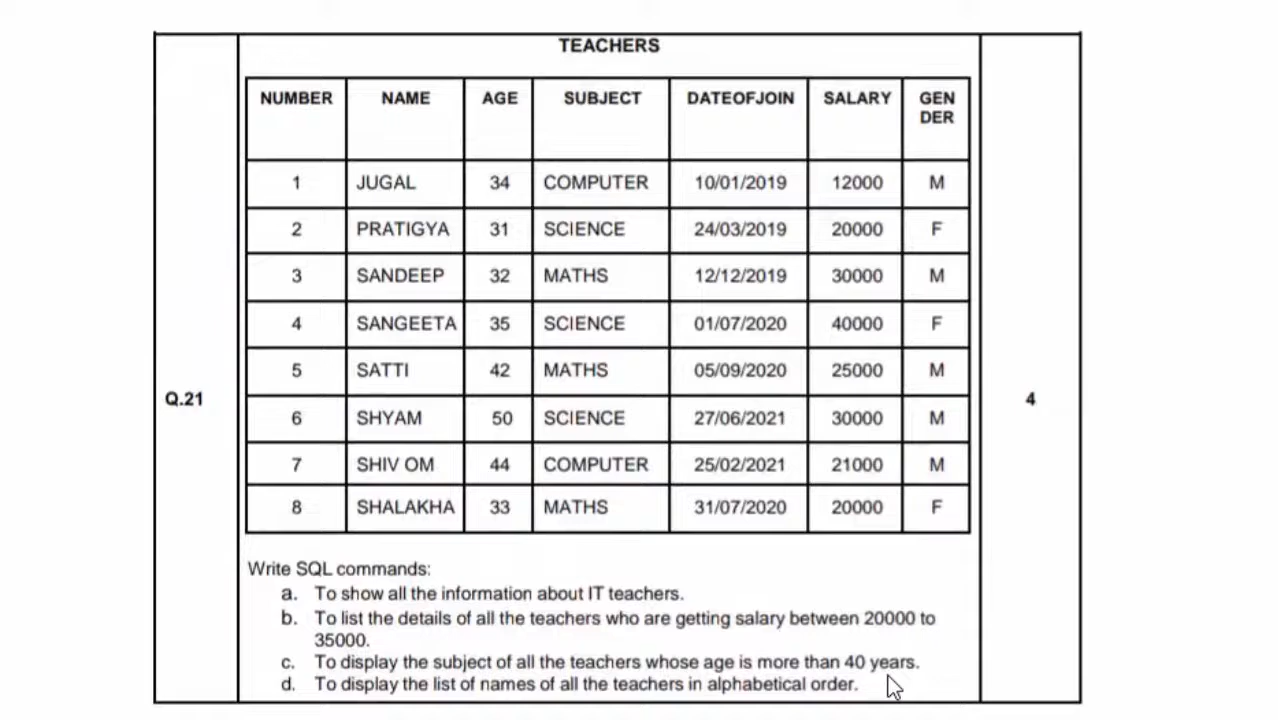 TEACHERS
NUMBER NAME AGE SUBJECT DATEOFJOIN SALARY GEN
DER
1 JUGAL 34 COMPUTER 10/01/2019 12000 M
2 PRATIGYA 31 SCIENCE 24/03/2019 20000 F
3 SANDEEP 32 MATHS 12/12/2019 30000 M
4 SANGEETA 35 SCIENCE 01/07/2020 40000 F
5 SATTI 42 MATHS 05/09/2020 25000 M
Q.21 4
6 SHYAM 50 SCIENCE 27/06/2021 30000 M
7 SHIV OM 44 COMPUTER 25/02/2021 21000 M
8 SHALAKHA 33 MATHS 31/07/2020 20000 F
Write SQL commands:
a. To show all the information about IT teachers.
b. To list the details of all the teachers who are getting salary between 20000 to
35000.
c. To display the subject of all the teachers whose age is more than 40 years.
d. To display the list of names of all the teachers in alphabetical order.